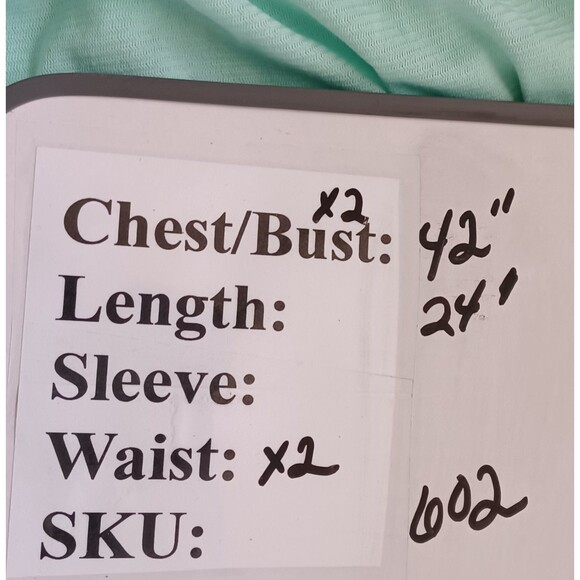 Chest/Bust: x2 42"
Length: 24"
Sleeve:
Waist: x2
SKU: 602